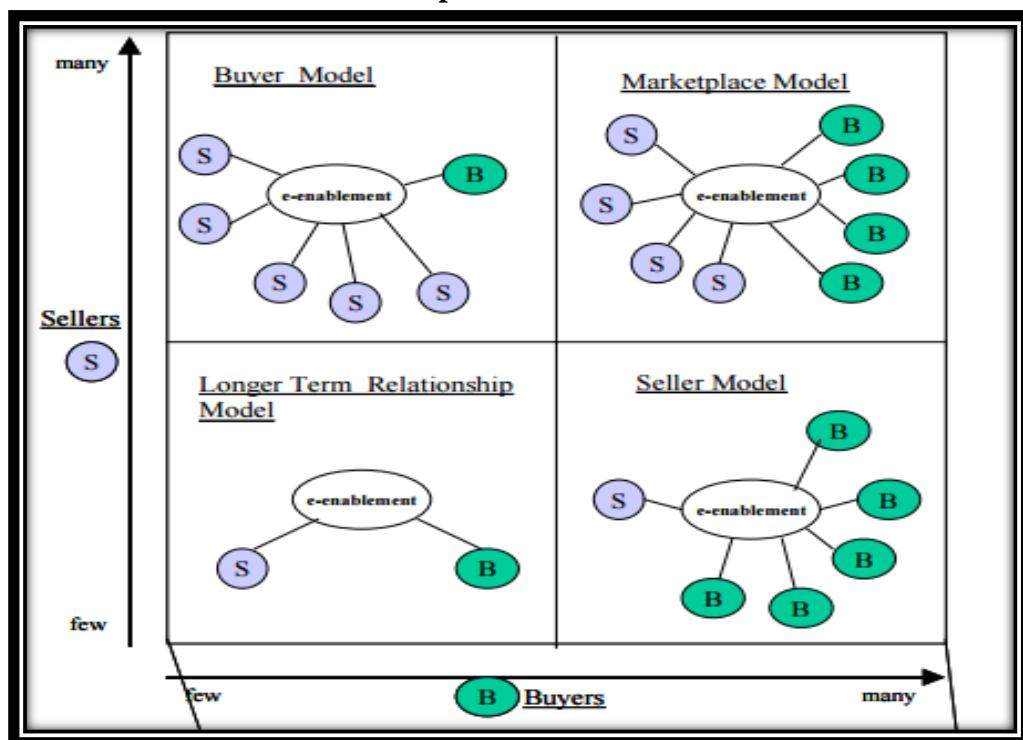 many
Buyer Model
S
S
S
S
S
e-enablement
B
Marketplace Model
S
S
S
S
e-enablement
B
B
B
B
Sellers
S
Longer Term Relationship
Model
e-enablement
S
B
Seller Model
S
e-enablement
B
B
B
B
B
few
few
B Buyers
many